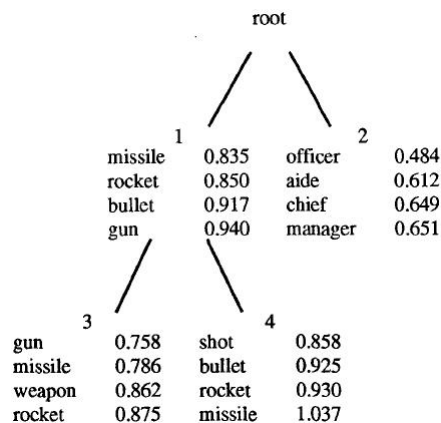 root
1 2
missile 0.835 officer 0.484
rocket 0.850 aide 0.612
bullet 0.917 chief 0.649
gun 0.940 manager 0.651
3 4
gun 0.758 shot 0.858
missile 0.786 bullet 0.925
weapon 0.862 rocket 0.930
rocket 0.875 missile 1.037